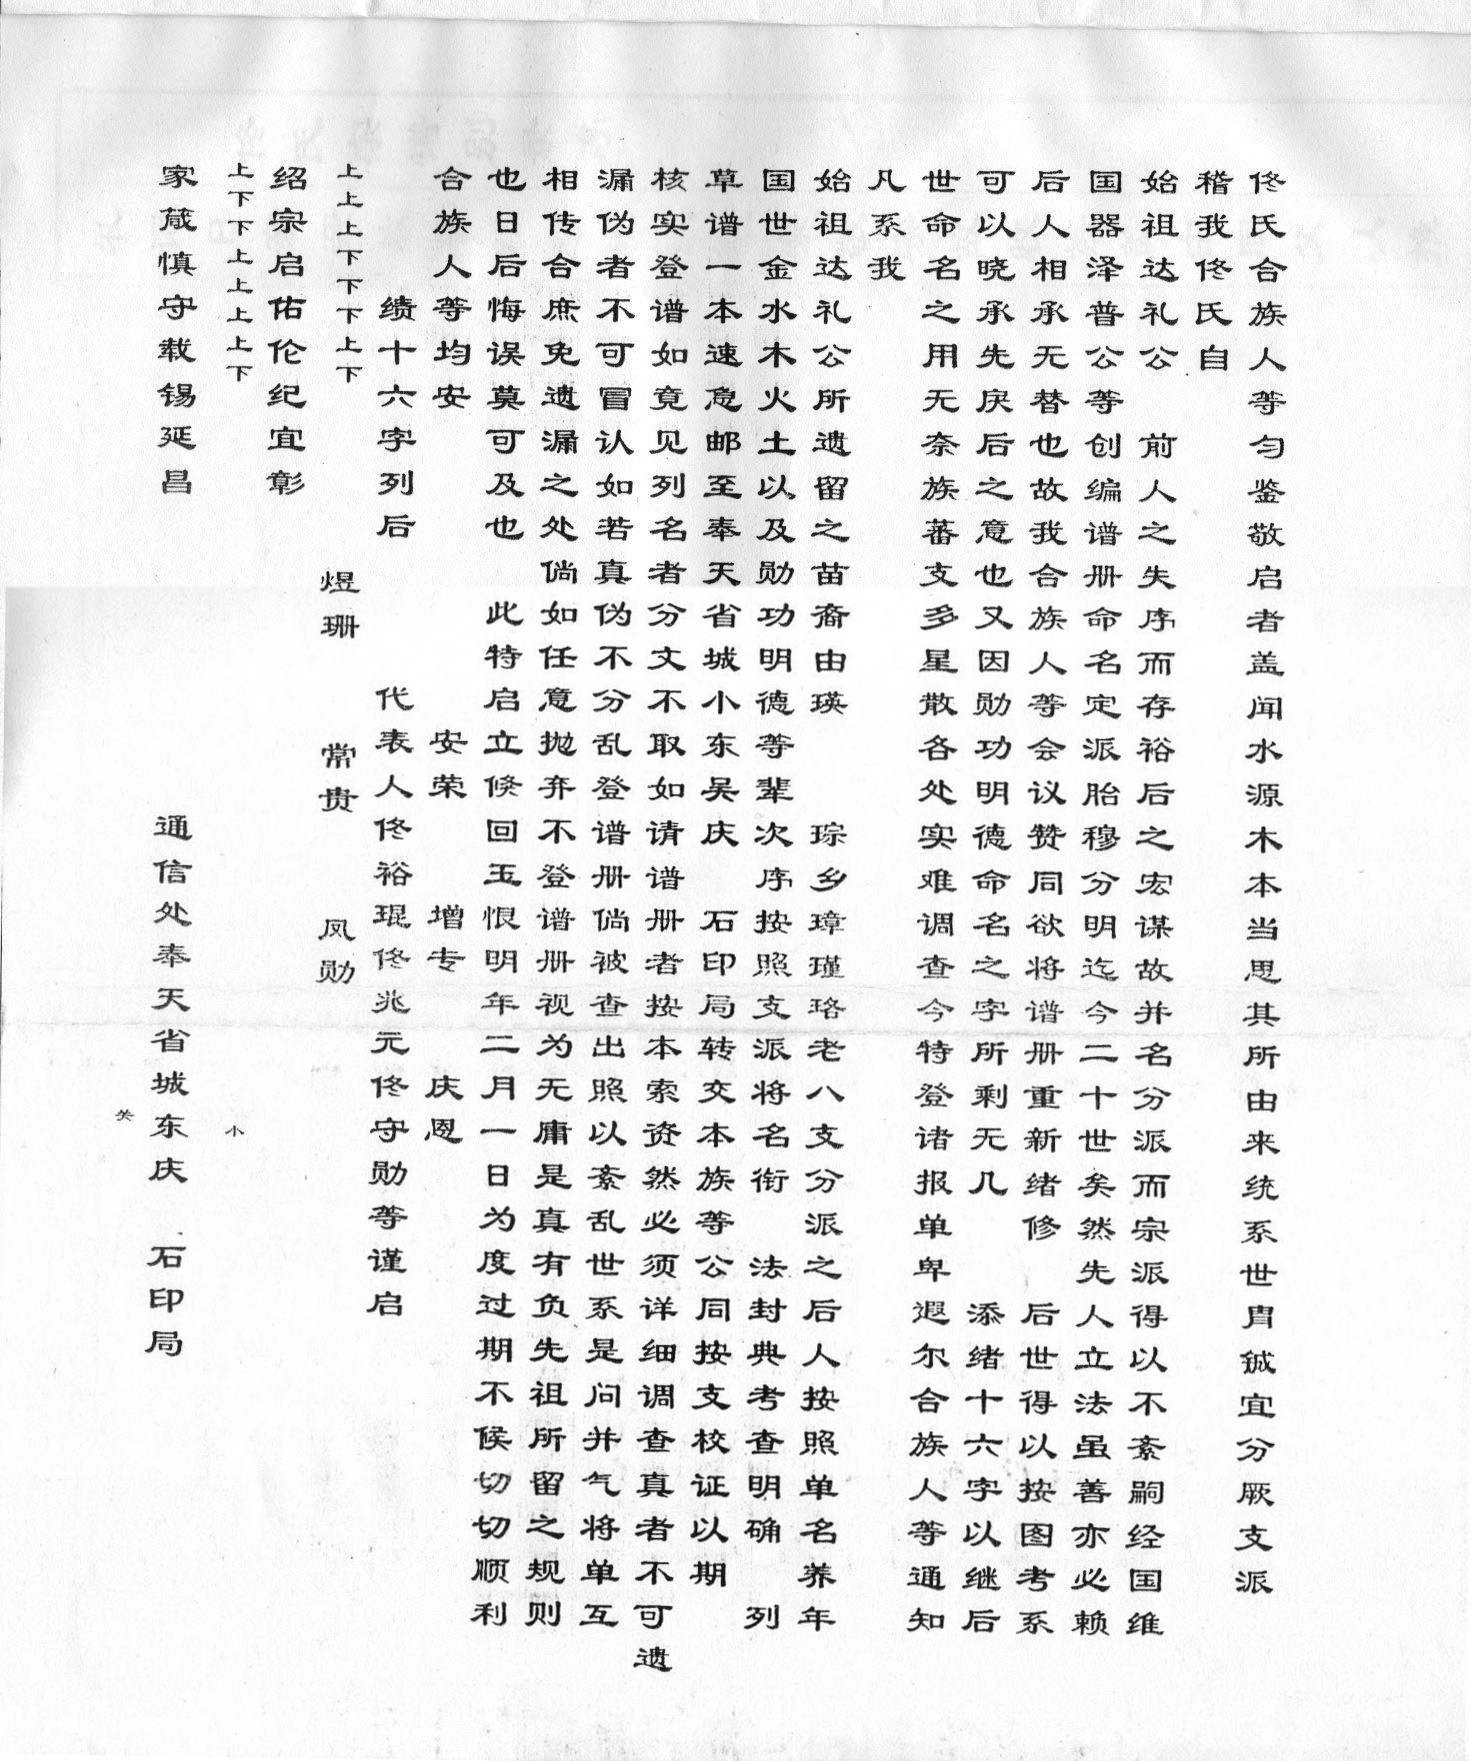 佟氏合族人等匀鉴敬启者盖闻水源木本当思其所由来统系世胄铖宜分厥支派
稽我佟氏自
始祖达礼公　前人之失序而存裕后之宏谋故并名分派而宗派得以不紊嗣经国维
国器泽普公等创编谱册命名定派胎穆分明迄今二十世矣然先人立法虽善亦必赖
后人相承无替也故我合族人等会议赞同欲将谱册重新绪修　后世得以按图考系
可以晓承先戾后之意也又因勋功明德命名之字所剩无几　　添绪十六字以继后
世命名之用无奈族蕃支多星散各处实难调查今特登诸报单卑遐尔合族人等通知
凡系我
始祖达礼公所遗留之苗裔由瑛　　琮乡璋瑾珞老八支分派之后人按照单名养年
国世金水木火土以及勋功明德等辈次序按照支派将名衔　法封典考查明确　列
草谱一本速急邮至奉天省城小东吴庆　石印局转交本族等公同按支校证以期
核实登谱如竟见列名者分文不取如请谱册者按本索资然必须详细调查真者不可遗
漏伪者不可冒认如若真伪不分乱登谱册倘被查出照以紊乱世系是问并气将单互
相传合庶免遗漏之处倘如任意抛弃不登谱册视为无庸是真有负先祖所留之规则
也日后悔误莫可及也　此特启立候回玉恨明年二月一日为度过期不候切切顺利
合族人等均安　　安荣　　增专　　庆恩
绩十六字列后　　代表人佟裕琨佟兆元佟守勋等谨启
上上上下下下上下　　煜珊　　常贵　　凤勋
绍宗启佑伦纪宜彰
上下下上上上上下　　小
家葳慎守载锡延昌　　通信处奉天省城东庆　石印局
关